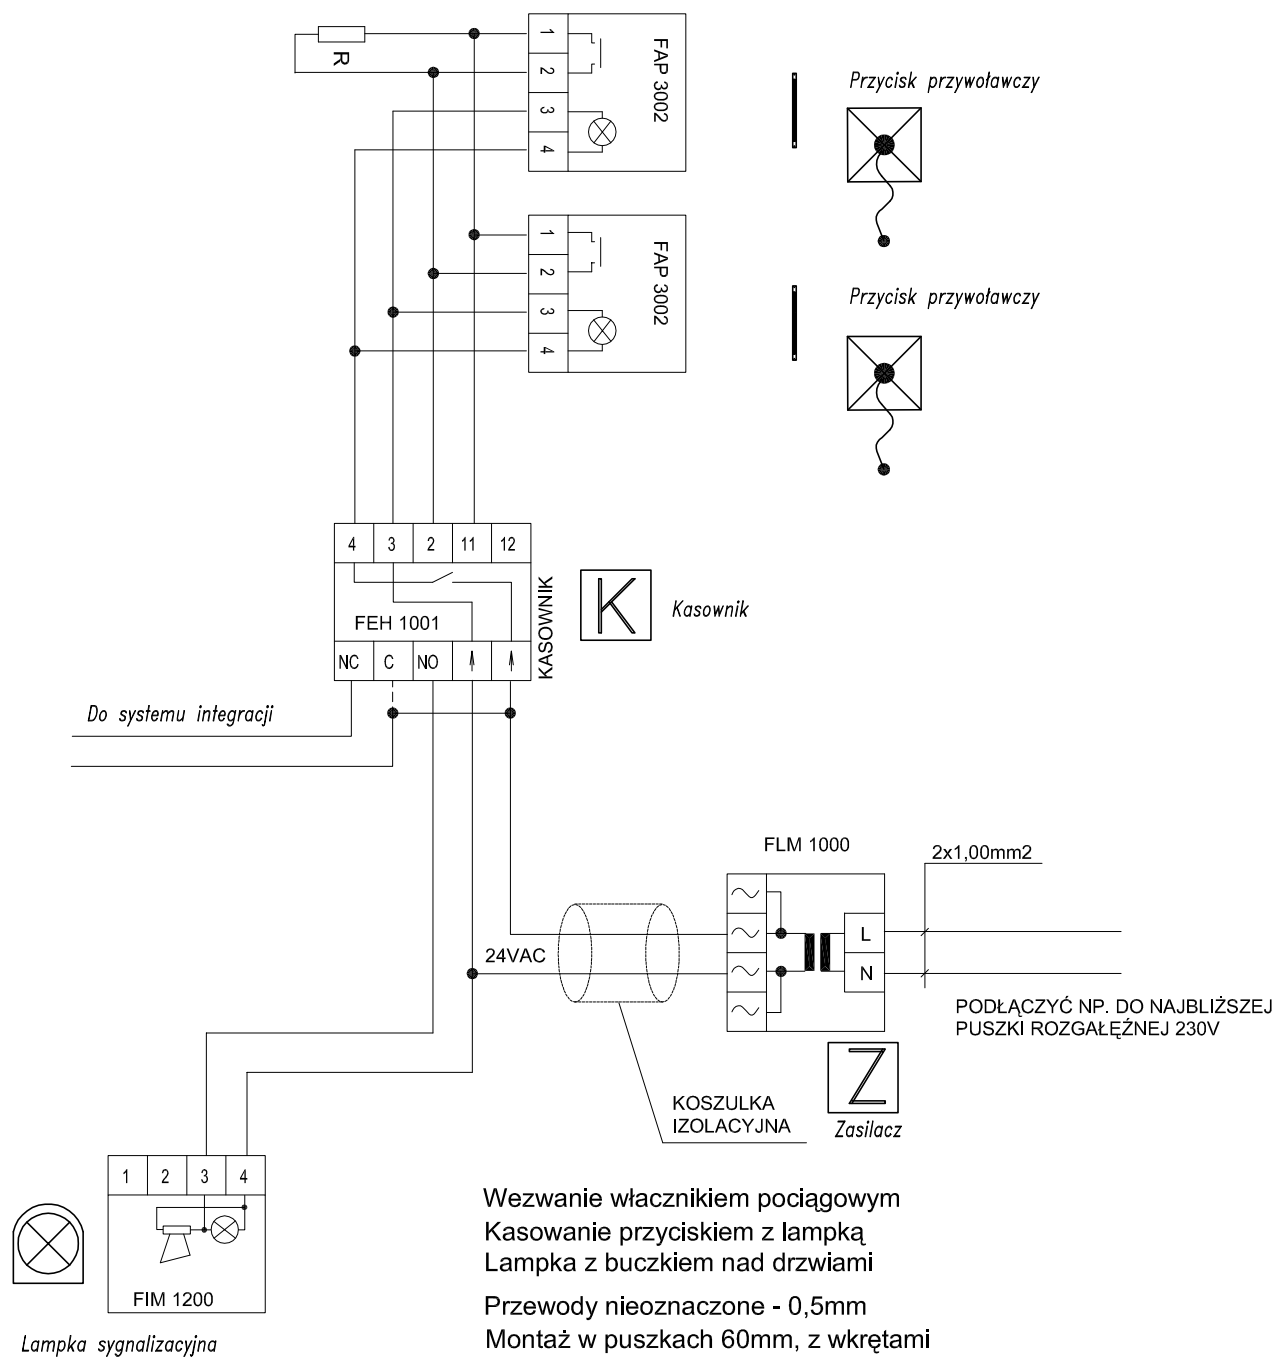 R
1
2
3
4
FAP 3002
Przycisk przywoławczy
1
2
3
4
FAP 3002
Przycisk przywoławczy
4 3 2 11 12
FEH 1001
NC C NO
KASOWNIK
K
Kasownik
Do systemu integracji
FLM 1000
2x1,00mm2
24VAC
L
N
PODŁĄCZYĆ NP. DO NAJBLIŻSZEJ
PUSZKI ROZGAŁĘŹNEJ 230V
KOSZULKA
IZOLACYJNA
Z
Zasilacz
1 2 3 4
FIM 1200
Lampka sygnalizacyjna
Wezwanie włacznikiem pociągowym
Kasowanie przyciskiem z lampką
Lampka z buczkiem nad drzwiami
Przewody nieoznaczone - 0,5mm
Montaż w puszkach 60mm, z wkrętami